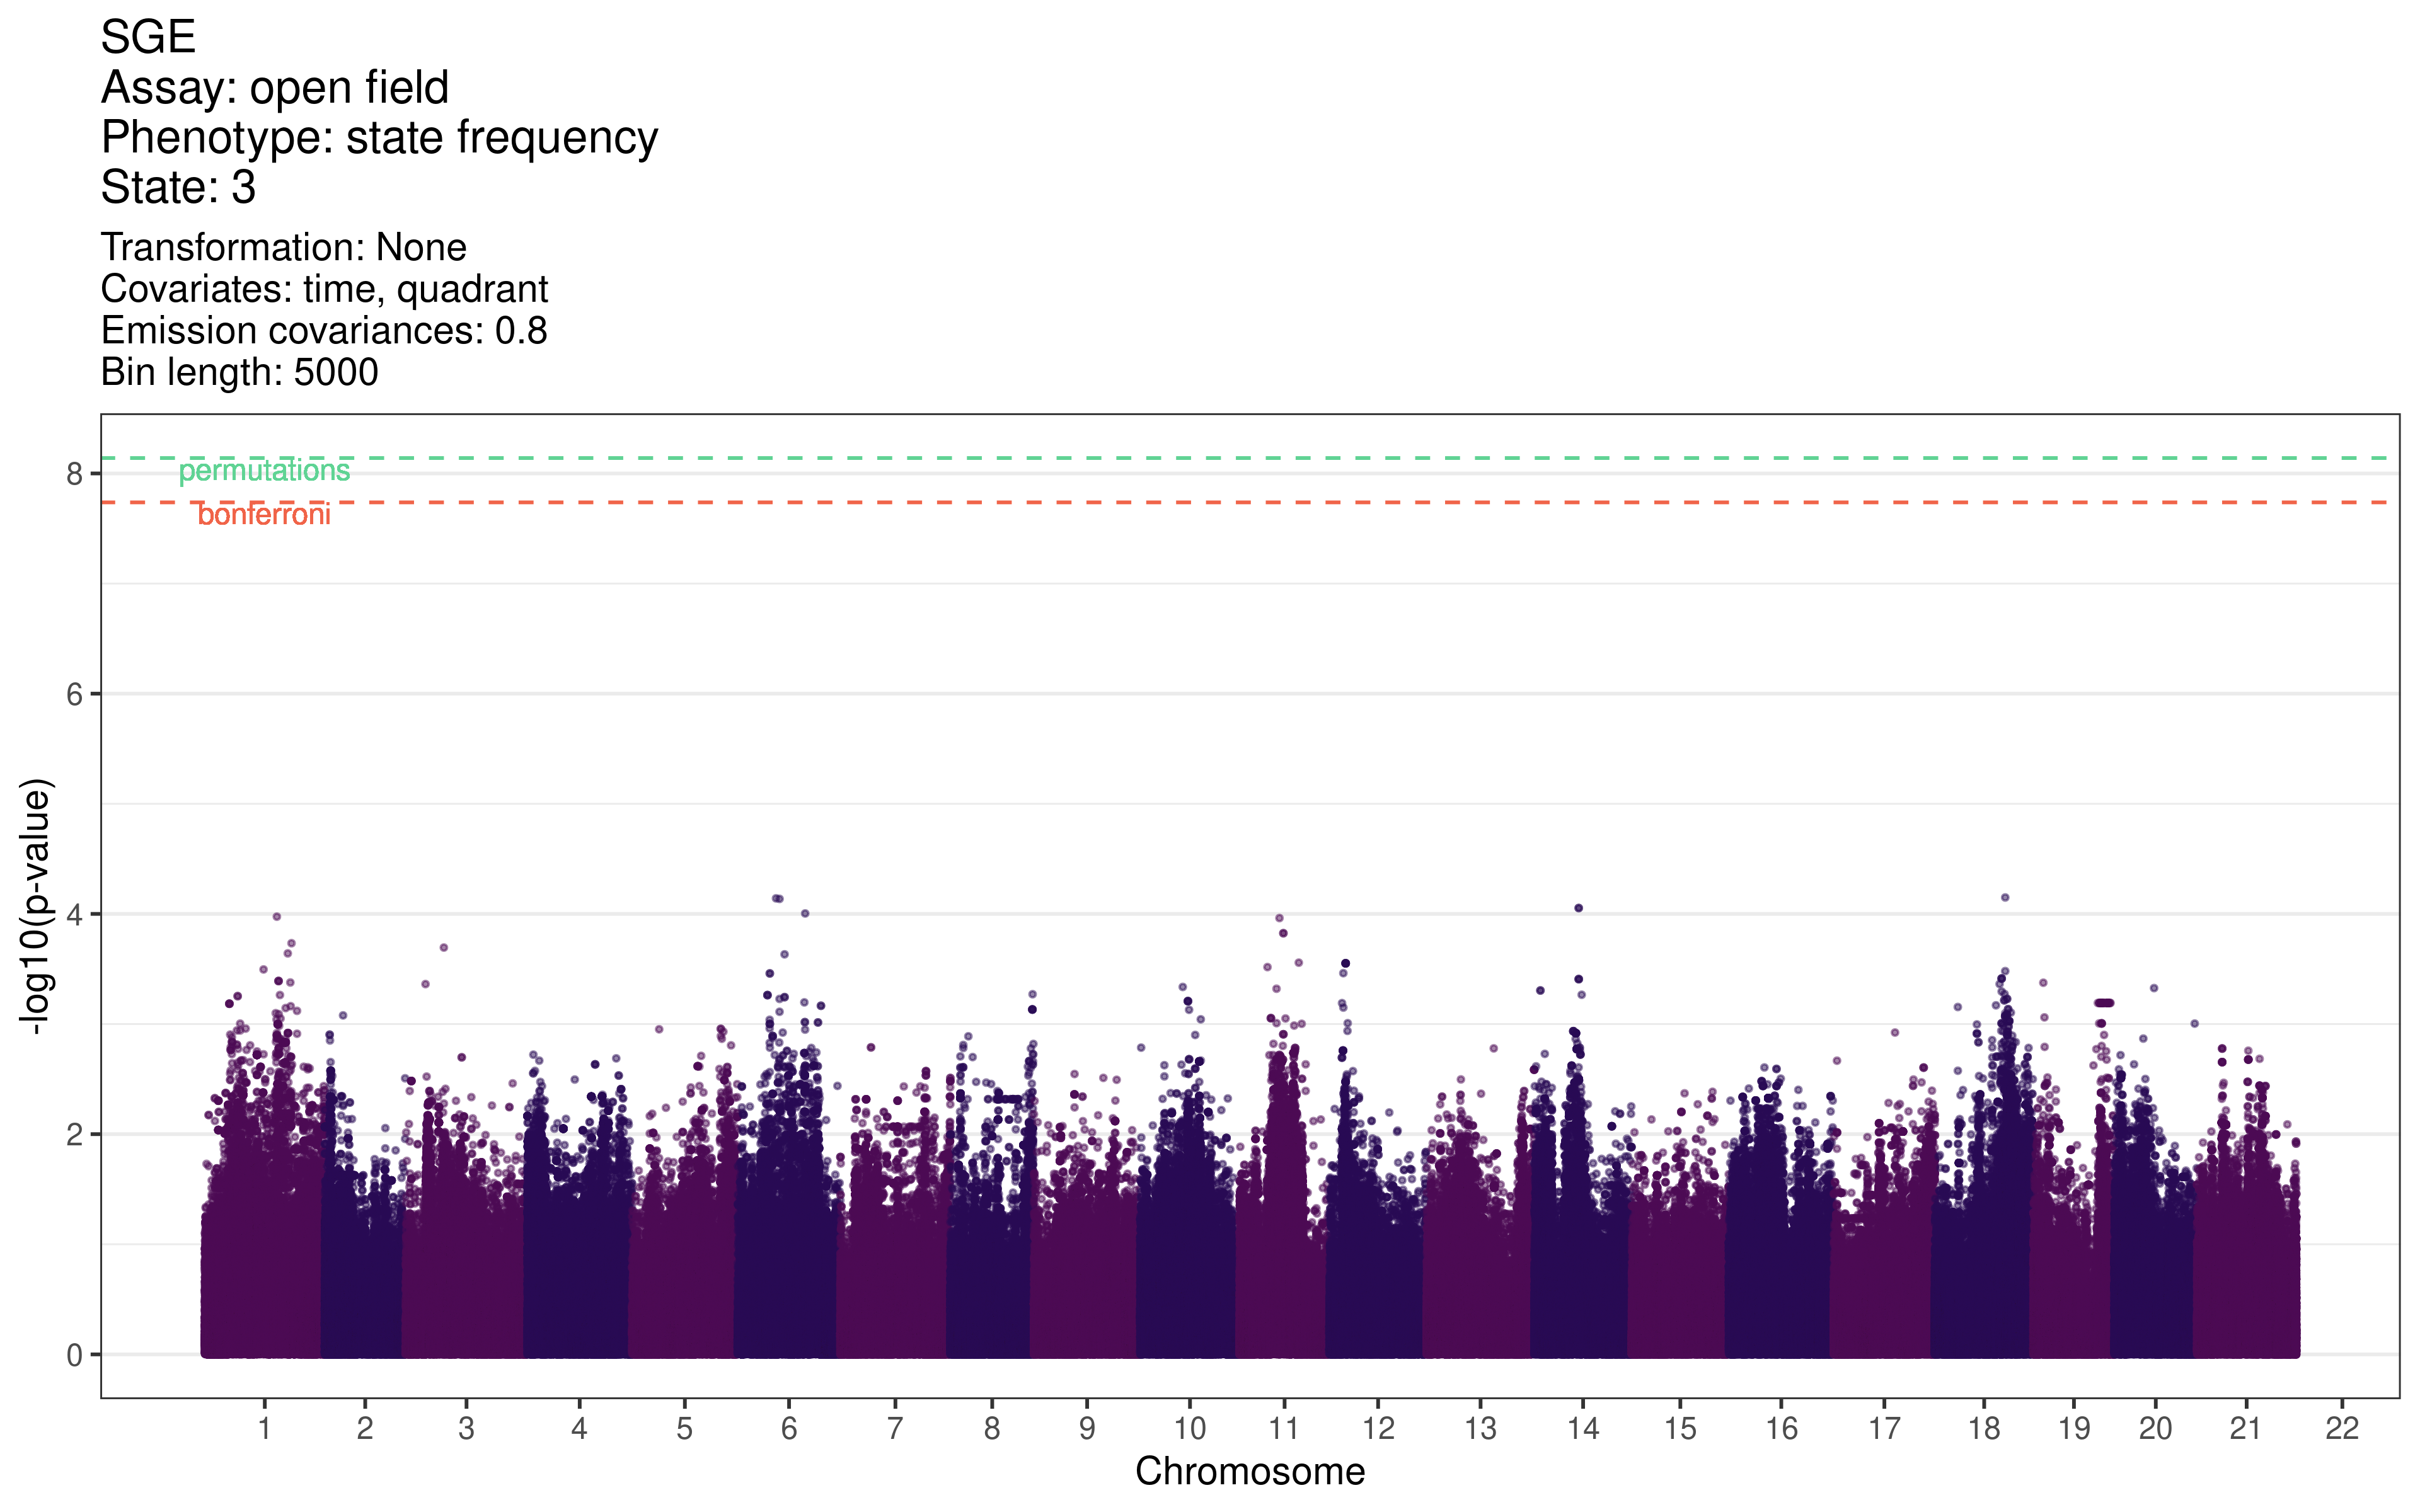 SGE
Assay: open field
Phenotype: state frequency
State: 3
Transformation: None
Covariates: time, quadrant
Emission covariances: 0.8
Bin length: 5000
permutations
bonferroni
8
6
4
2
0
-log10(p-value)
1 2 3 4 5 6 7 8 9 10 11 12 13 14 15 16 17 18 19 20 21 22
Chromosome